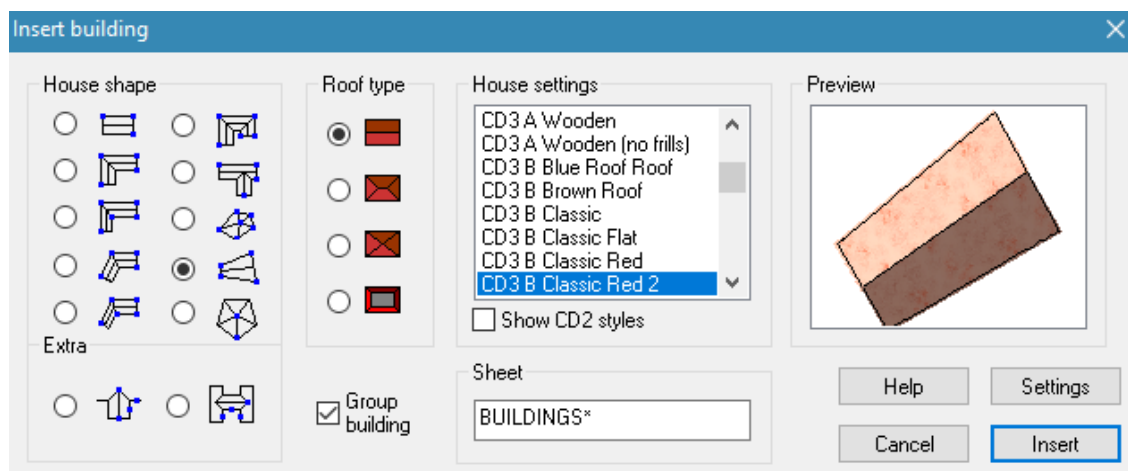 Insert building
House shape
Extra
Roof type
Group
building
House settings
CD3 A Wooden
CD3 A Wooden (no frills)
CD3 B Blue Roof Roof
CD3 B Brown Roof
CD3 B Classic
CD3 B Classic Flat
CD3 B Classic Red
CD3 B Classic Red 2
Show CD2 styles
Sheet
BUILDINGS*
Preview
Help
Settings
Cancel
Insert